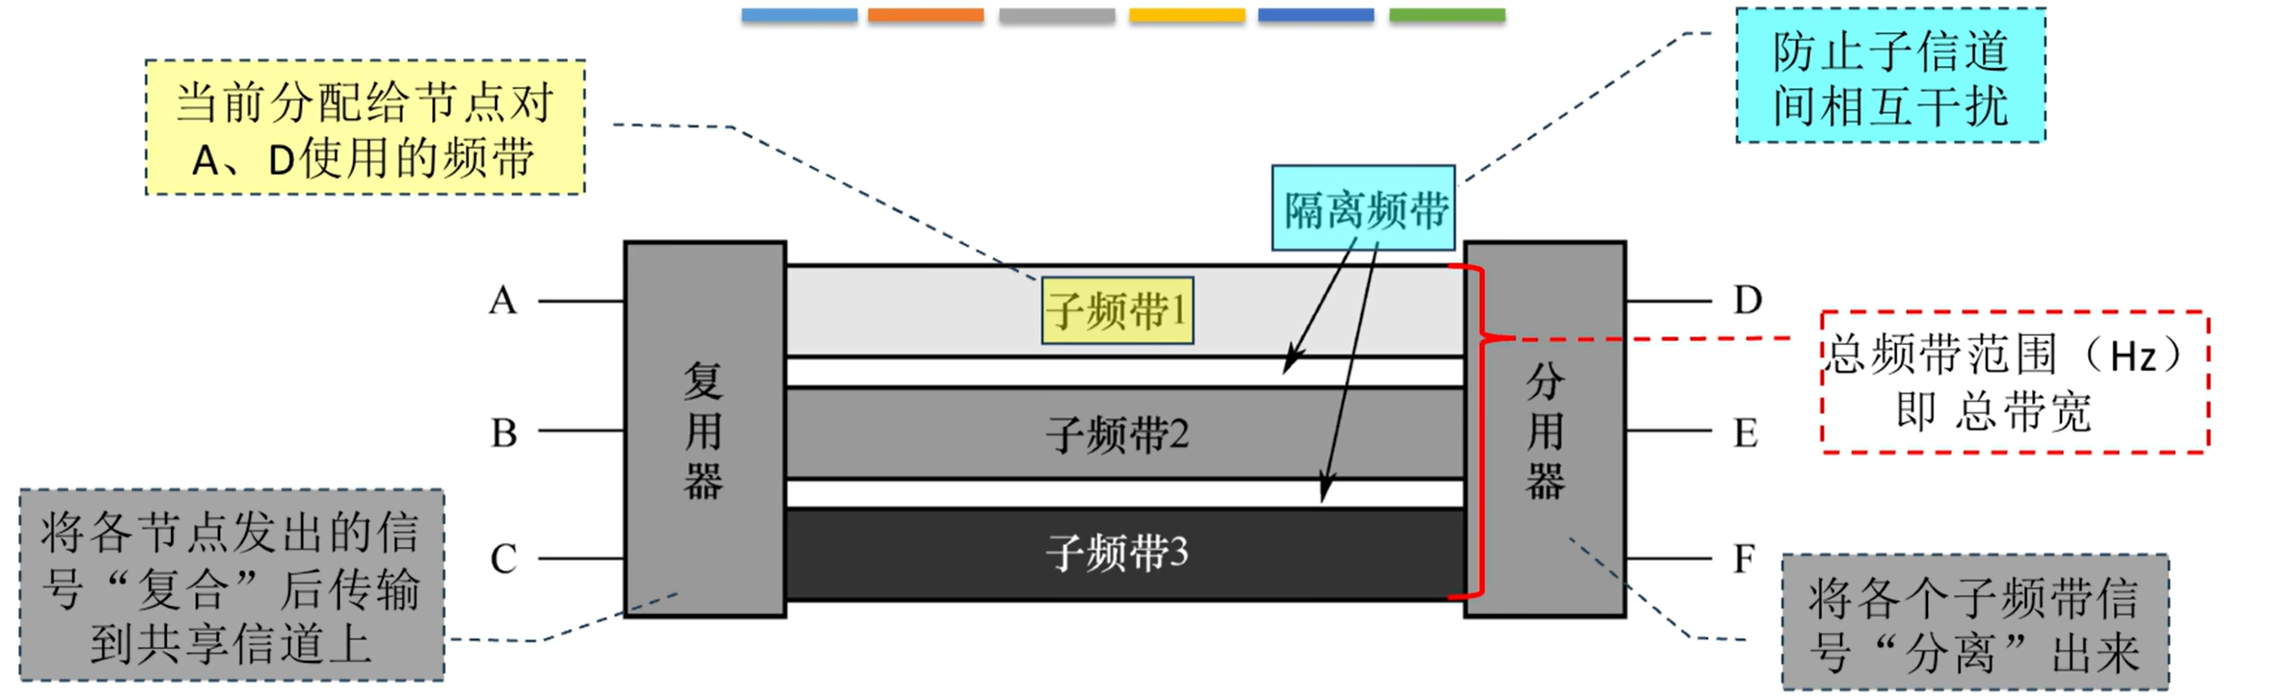 当前分配给节点对
A、D使用的频带
防止子信道
间相互干扰
隔离频带
A
子频带1
D
总频带范围（Hz）
即 总带宽
复用器
分用器
B
子频带2
E
C
子频带3
F
将各节点发出的信
号“复合”后传输
到共享信道上
将各个子频带信
号“分离”出来